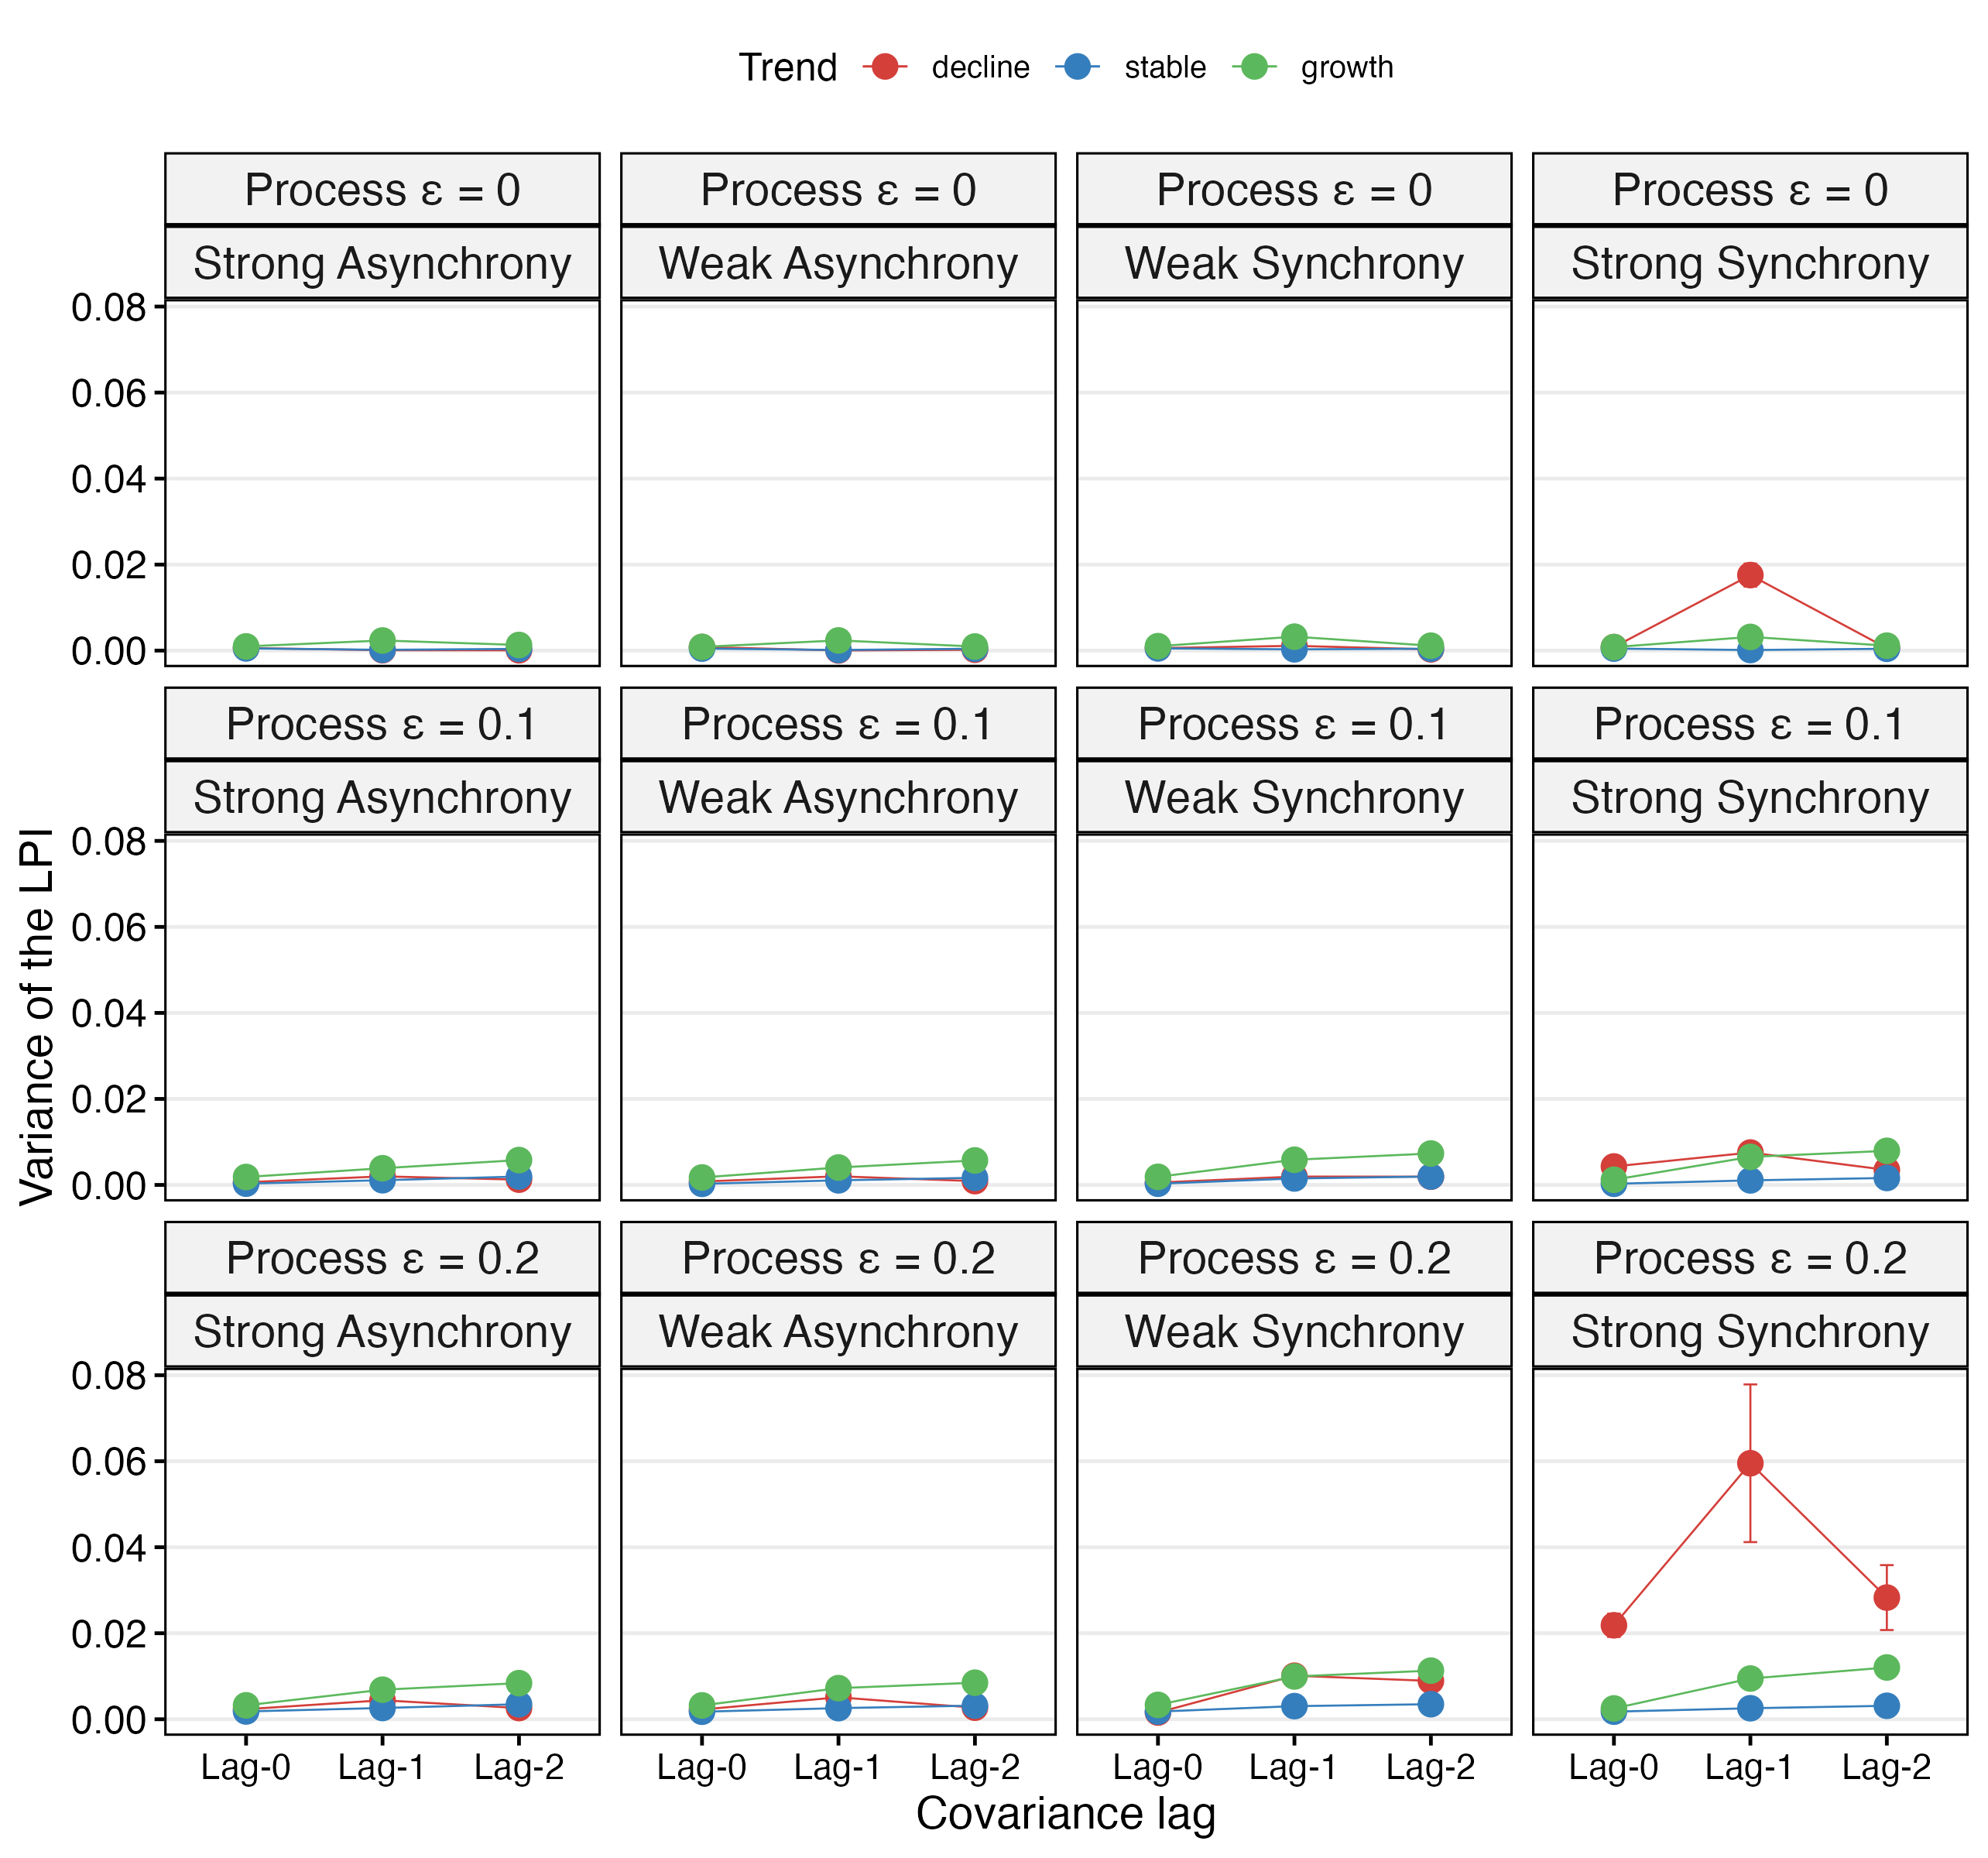 Trend decline stable growth
Process ε = 0 Process ε = 0 Process ε = 0 Process ε = 0
Strong Asynchrony Weak Asynchrony Weak Synchrony Strong Synchrony
0.08
0.06
0.04
0.02
0.00
Process ε = 0.1 Process ε = 0.1 Process ε = 0.1 Process ε = 0.1
Strong Asynchrony Weak Asynchrony Weak Synchrony Strong Synchrony
0.08
0.06
0.04
0.02
0.00
Variance of the LPI
Process ε = 0.2 Process ε = 0.2 Process ε = 0.2 Process ε = 0.2
Strong Asynchrony Weak Asynchrony Weak Synchrony Strong Synchrony
0.08
0.06
0.04
0.02
0.00
Lag-0 Lag-1 Lag-2 Lag-0 Lag-1 Lag-2 Lag-0 Lag-1 Lag-2 Lag-0 Lag-1 Lag-2
Covariance lag